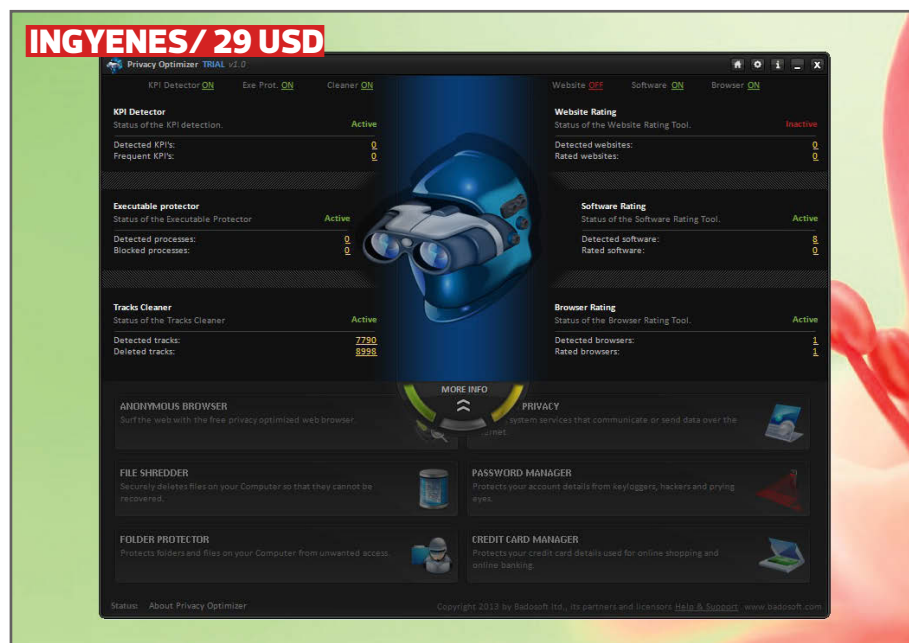 INGYENES/ 29 USD
Privacy Optimizer TRIAL v1.0
KPI Detector ON Exe Prot. ON Cleaner ON
Website OFF Software ON Browser ON
KPI Detector
Status of the KPI detection. Active
Detected KPI's: 0
Frequent KPI's: 0
Website Rating
Status of the Website Rating Tool. Inactive
Detected websites: 0
Rated websites: 0
Executable protector
Status of the Executable Protector Active
Detected processes: 0
Blocked processes: 0
Software Rating
Status of the Software Rating Tool. Active
Detected software: 8
Rated software: 0
Tracks Cleaner
Status of the Tracks Cleaner Active
Detected tracks: 7790
Deleted tracks: 8998
Browser Rating
Status of the Browser Rating Tool. Active
Detected browsers: 1
Rated browsers: 1
MORE INFO
ANONYMOUS BROWSER
Surf the web with the free privacy optimized web browser.
PRIVACY
system services that communicate or send data over the
FILE SHREDDER
Securely deletes files on your Computer so that they cannot be
recovered.
PASSWORD MANAGER
Protects your account details from keyloggers, hackers and prying
eyes.
FOLDER PROTECTOR
Protects folders and files on your Computer from unwanted access.
CREDIT CARD MANAGER
Protects your credit card details used for online shopping and
online banking.
Status: About Privacy Optimizer
Copyright 2013 by Badosoft ltd., its partners and licensors Help & Support www.badosoft.com